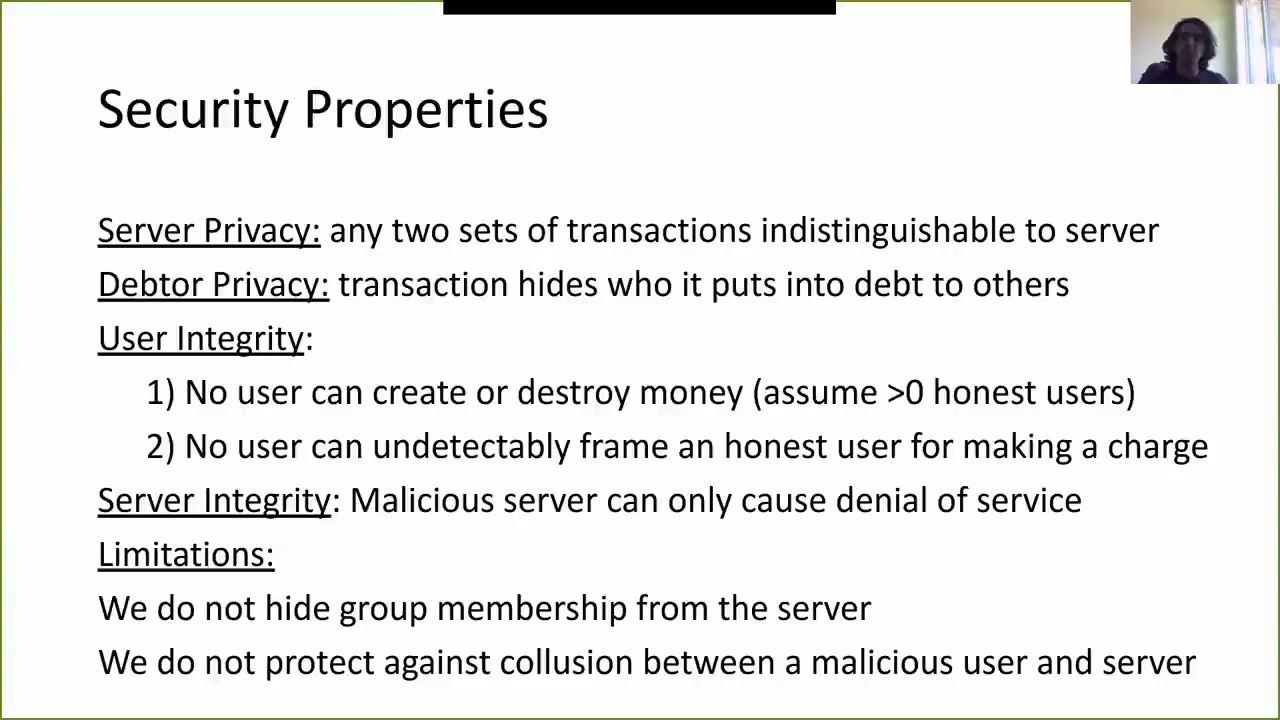 Security Properties
Server Privacy: any two sets of transactions indistinguishable to server
Debtor Privacy: transaction hides who it puts into debt to others
User Integrity:
1) No user can create or destroy money (assume >0 honest users)
2) No user can undetectably frame an honest user for making a charge
Server Integrity: Malicious server can only cause denial of service
Limitations:
We do not hide group membership from the server
We do not protect against collusion between a malicious user and server